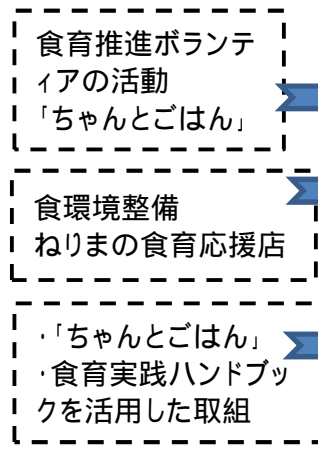 食育推進ボランテ
ィアの活動
「ちゃんとごはん」
食環境整備
ねりまの食育応援店
・「ちゃんとごはん」
・食育実践ハンドブッ
クを活用した取組